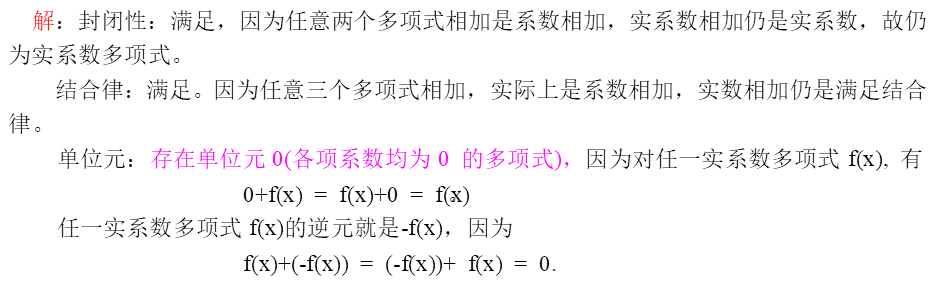 解：封闭性：满足，因为任意两个多项式相加是系数相加，实系数相加仍是实系数，故仍
为实系数多项式。
结合律：满足。因为任意三个多项式相加，实际上是系数相加，实数相加仍是满足结合
律。
单位元：存在单位元0(各项系数均为 0 的多项式)，因为对任一实系数多项式 f(x), 有
0+f(x) = f(x)+0 = f(x)
任一实系数多项式 f(x)的逆元就是-f(x)，因为
f(x)+(-f(x)) = (-f(x))+ f(x) = 0.